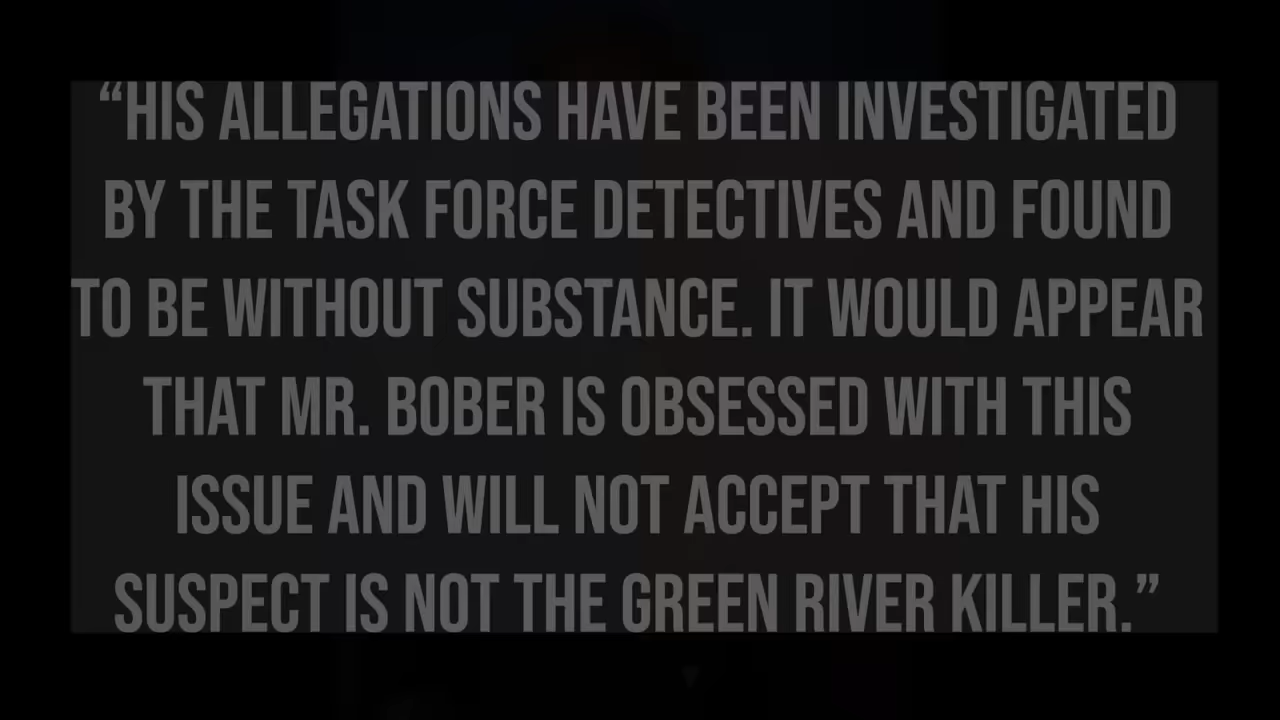 “HIS ALLEGATIONS HAVE BEEN INVESTIGATED
BY THE TASK FORCE DETECTIVES AND FOUND
TO BE WITHOUT SUBSTANCE. IT WOULD APPEAR
THAT MR. BOBER IS OBSESSED WITH THIS
ISSUE AND WILL NOT ACCEPT THAT HIS
SUSPECT IS NOT THE GREEN RIVER KILLER.”